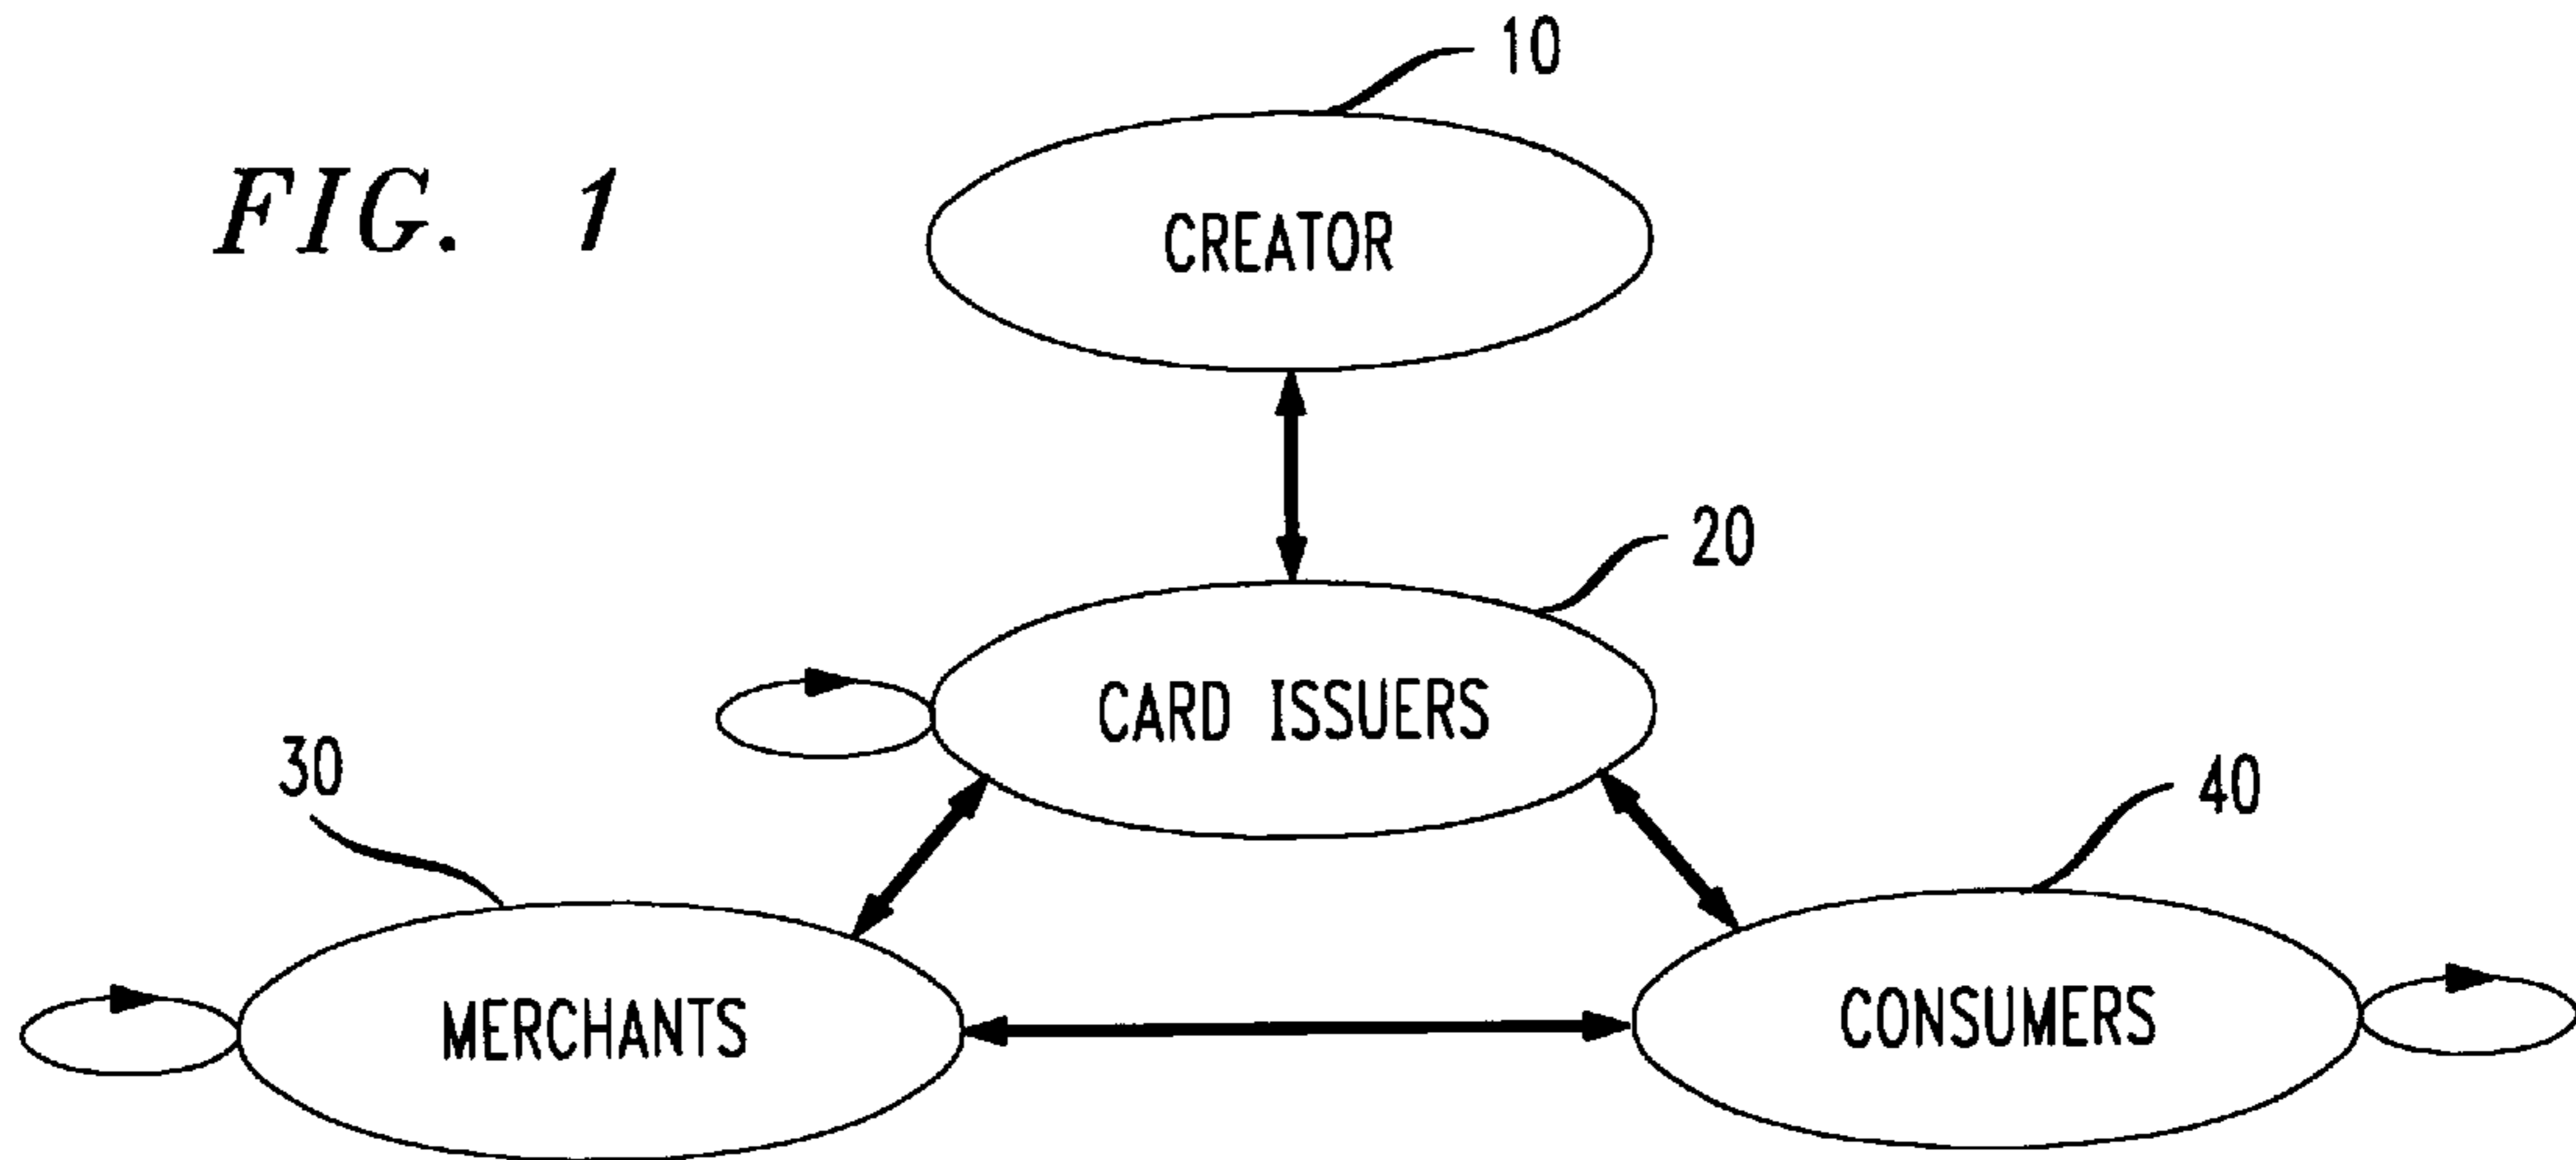 10
FIG. 1
CREATOR
20
CARD ISSUERS
30
40
MERCHANTS
CONSUMERS